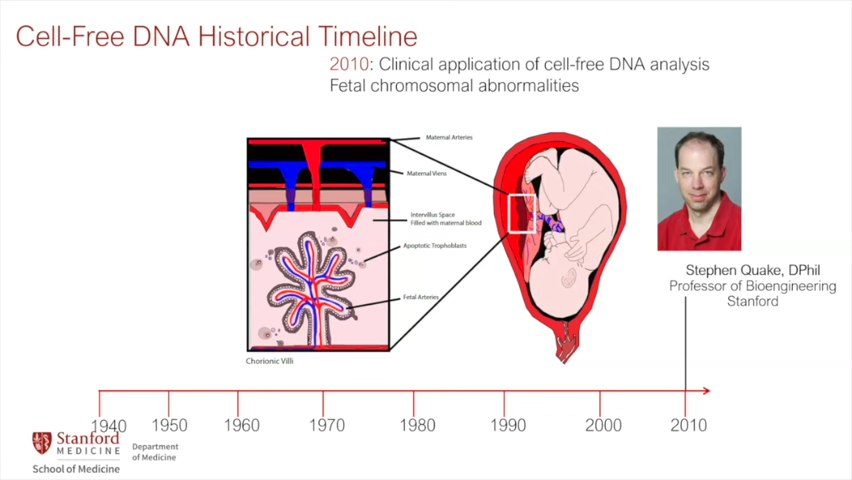 Cell-Free DNA Historical Timeline
2010: Clinical application of cell-free DNA analysis
Fetal chromosomal abnormalities
Maternal Arteries
Maternal Viens
Intervillus Space
Filled with maternal blood
Apoptotic Trophoblasts
Fetal Arteries
Chorionic Villi
Stephen Quake, DPhil
Professor of Bioengineering
Stanford
1940
1950
1960
1970
1980
1990
2000
2010
Stanford
MEDICINE
School of Medicine
Department
of Medicine